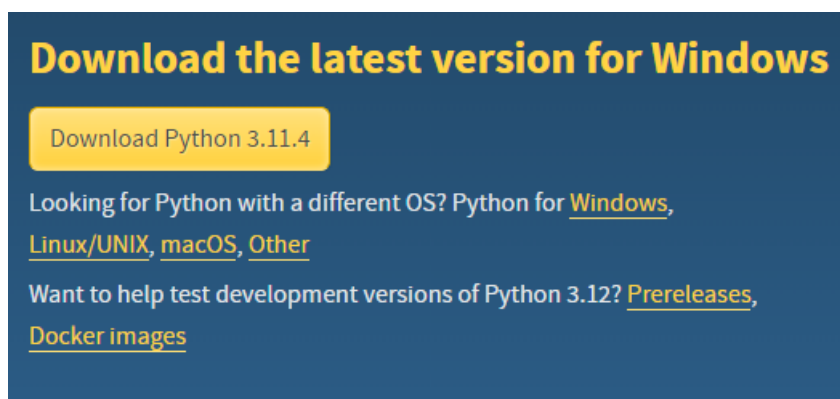 Download the latest version for Windows
Download Python 3.11.4
Looking for Python with a different OS? Python for Windows,
Linux/UNIX, macOS, Other
Want to help test development versions of Python 3.12? Prereleases,
Docker images